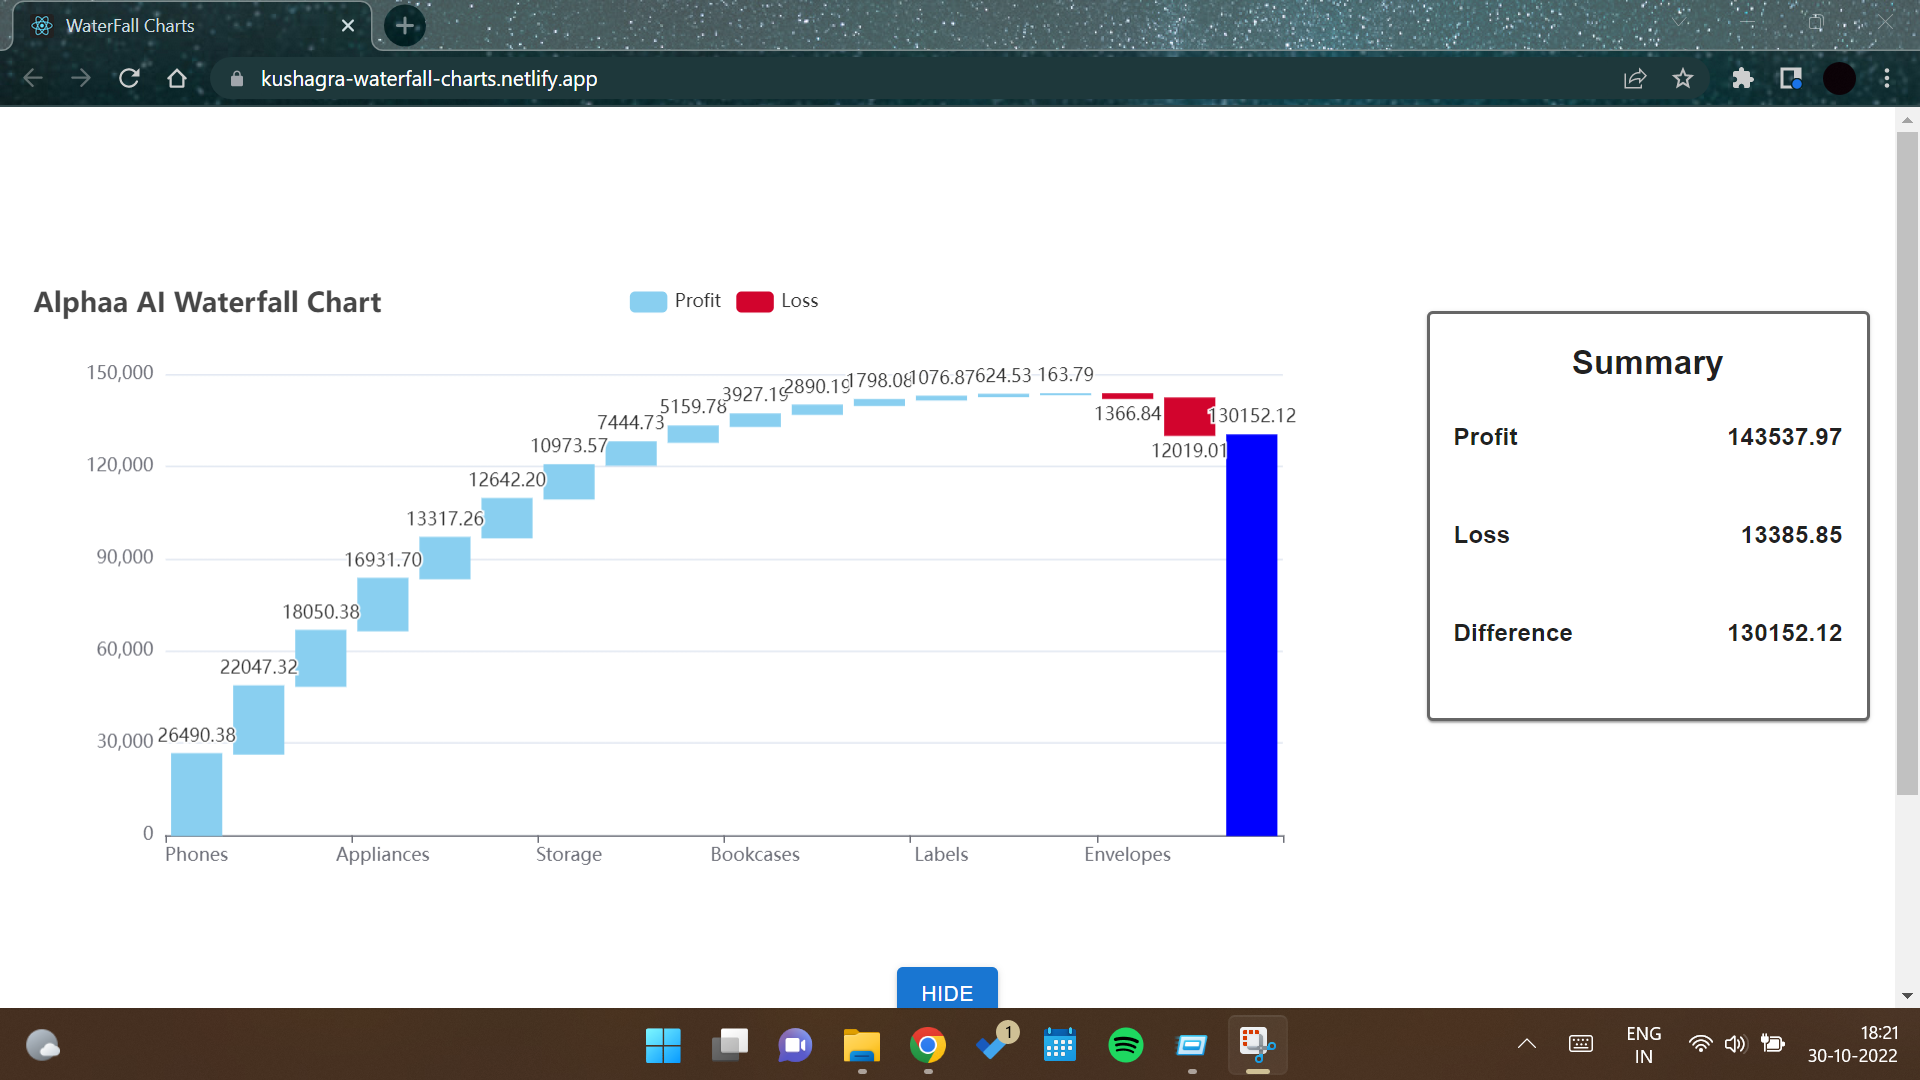 WaterFall Charts
kushagra-waterfall-charts.netlify.app
Alphaa AI Waterfall Chart
Profit
Loss
150,000
120,000
90,000
60,000
30,000
0
26490.38
22047.32
18050.38
16931.70
13317.26
12642.20
10973.57
7444.73
5159.78
3927.19
2890.19
1798.08
1076.87
624.53
163.79
1366.84
12019.01
130152.12
Phones
Appliances
Storage
Bookcases
Labels
Envelopes
Summary
Profit 143537.97
Loss 13385.85
Difference 130152.12
HIDE
1
ENG
IN
18:21
30-10-2022